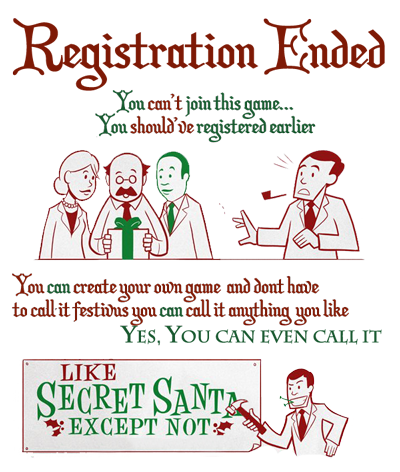 Registration Ended
You can't join this game...
You should've registered earlier
You can create your own game and dont have
to call it festivus you can call it anything you like
Yes, You can even call it
LIKE
SECRET SANTA
EXCEPT NOT